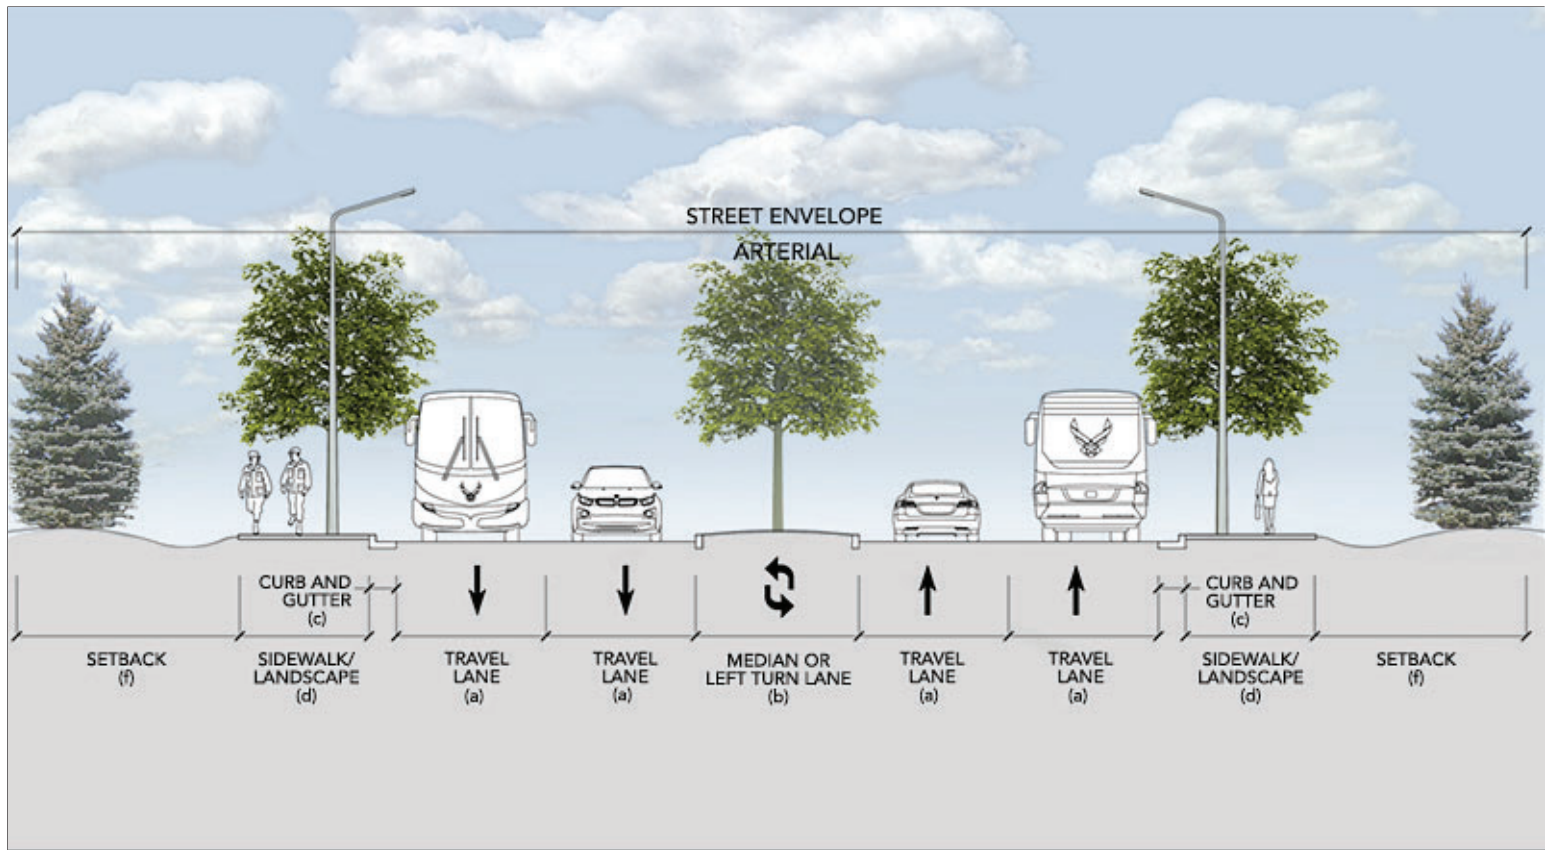 STREET ENVELOPE
ARTERIAL
CURB AND
GUTTER
(c)
CURB AND
GUTTER
(c)
SETBACK
(f)
SIDEWALK/
LANDSCAPE
(d)
TRAVEL
LANE
(a)
TRAVEL
LANE
(a)
MEDIAN OR
LEFT TURN LANE
(b)
TRAVEL
LANE
(a)
TRAVEL
LANE
(a)
SIDEWALK/
LANDSCAPE
(d)
SETBACK
(f)